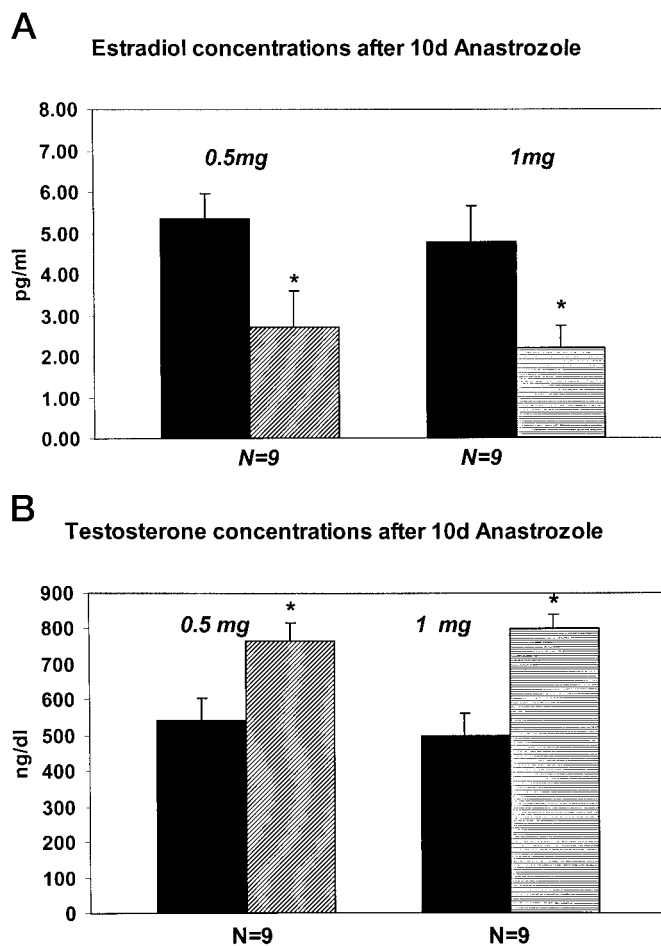 A
Estradiol concentrations after 10d Anastrozole
8.00
7.00
6.00
5.00
4.00
3.00
2.00
1.00
0.00
pg/ml
0.5mg
1mg
*
*
N=9
N=9
B
Testosterone concentrations after 10d Anastrozole
900
800
700
600
500
400
300
200
100
0
ng/dl
0.5 mg
1 mg
*
*
N=9
N=9